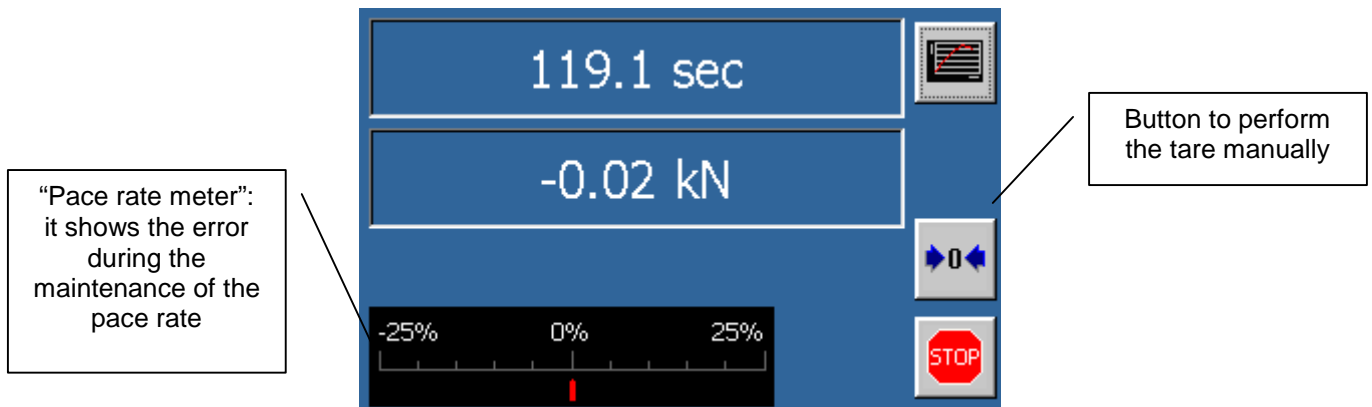 119.1 sec
-0.02 kN
Button to perform
the tare manually
“Pace rate meter”:
it shows the error
during the
maintenance of the
pace rate
0
-25% 0% 25%
STOP